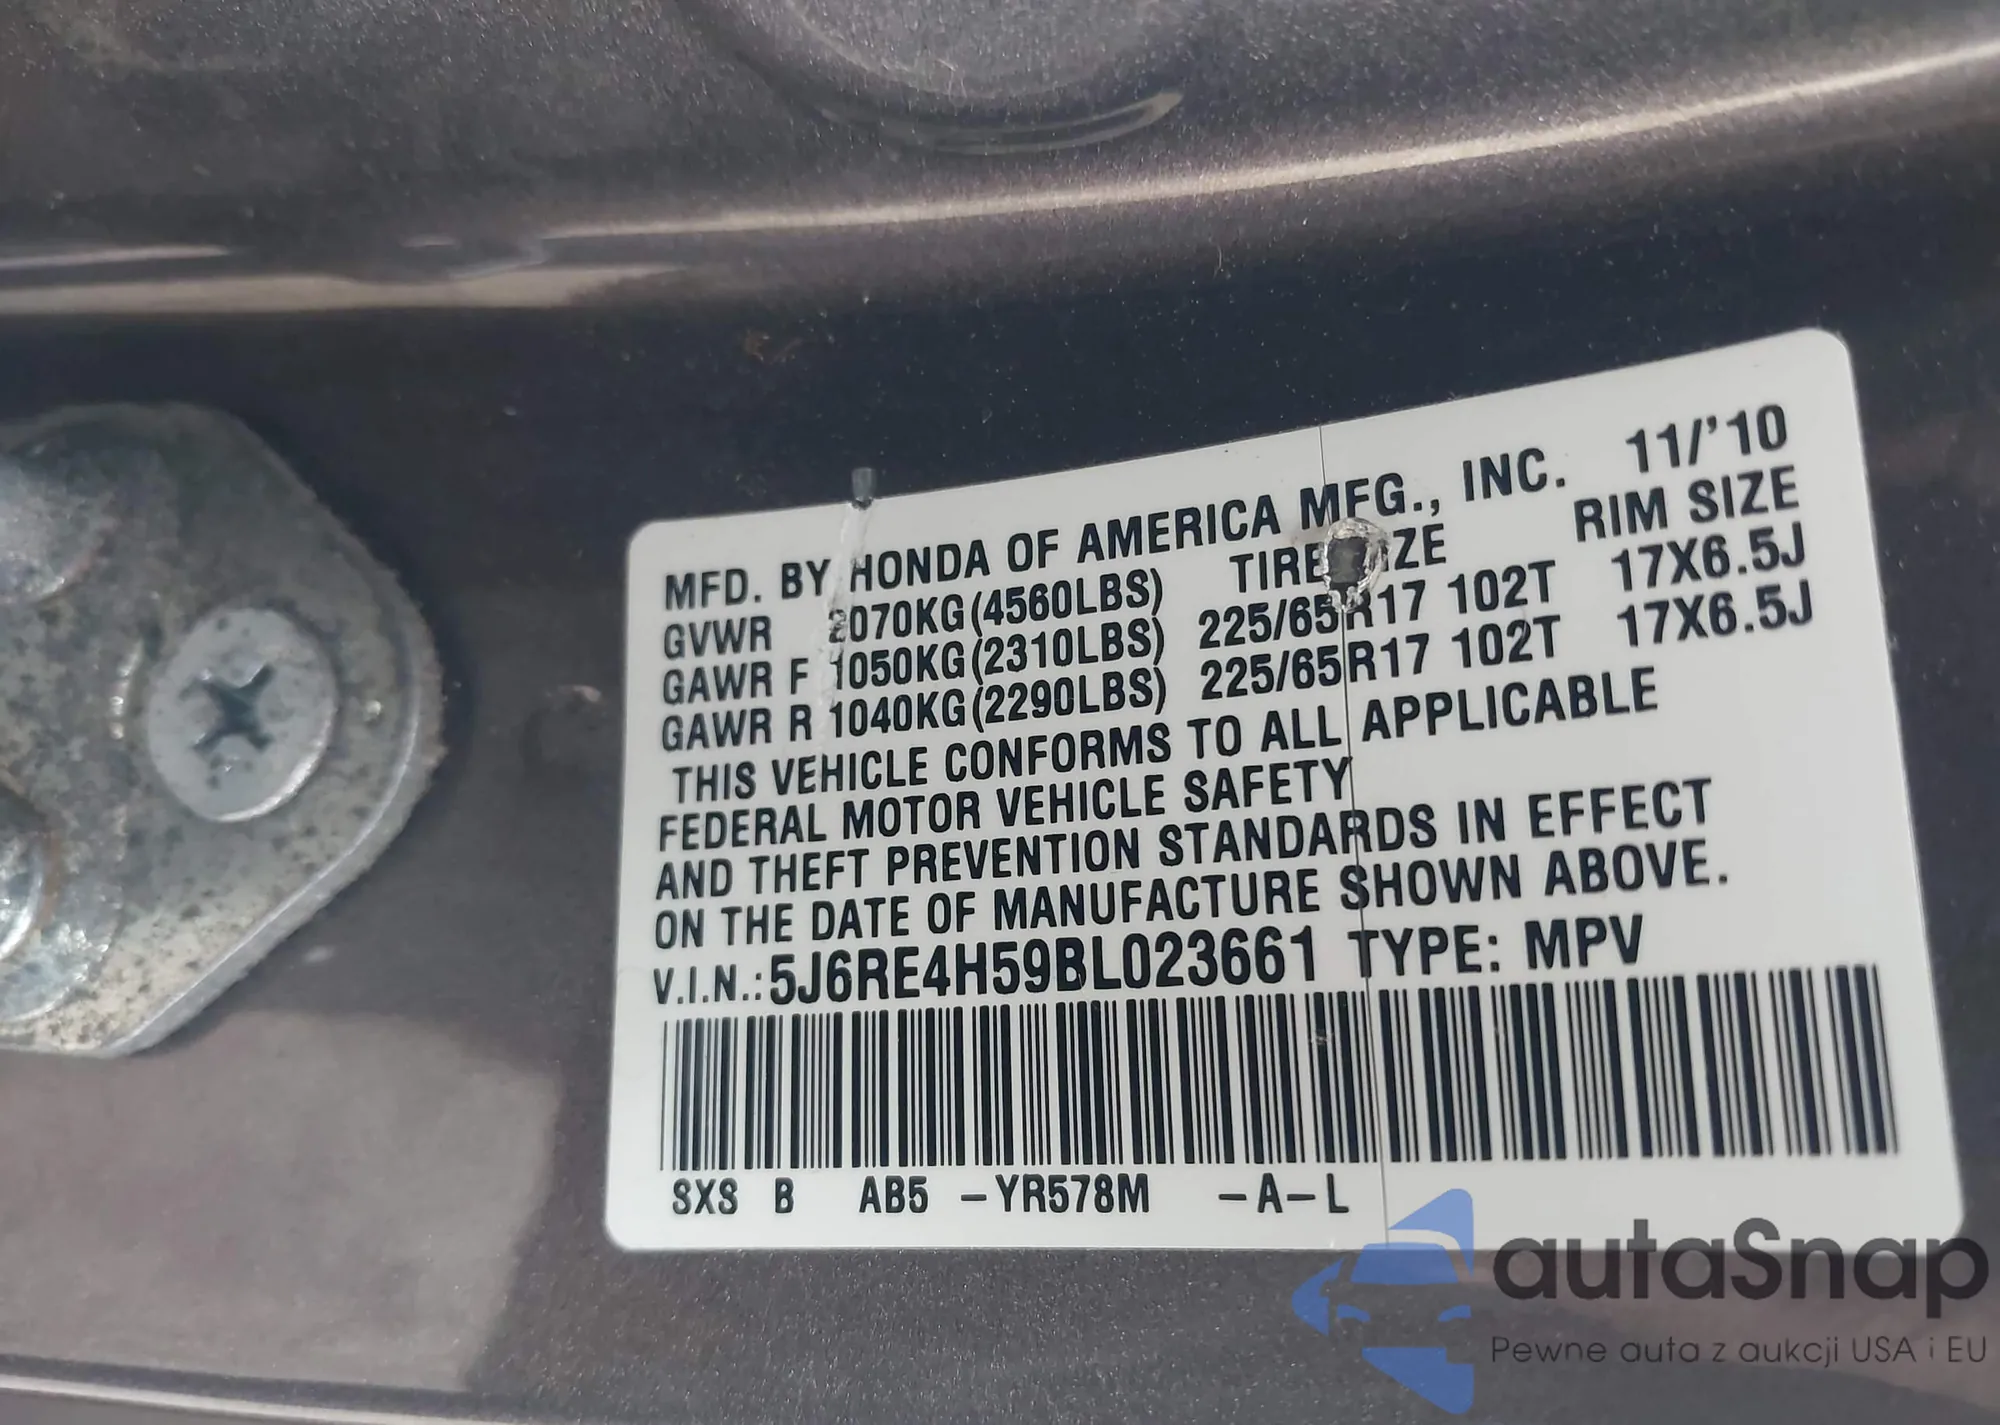 MFD. BY HONDA OF AMERICA MFG., INC. 11/'10
GVWR 2070KG(4560LBS) TIRE SIZE RIM SIZE
GAWR F 1050KG(2310LBS) 225/65R17 102T 17X6.5J
GAWR R 1040KG(2290LBS) 225/65R17 102T 17X6.5J
THIS VEHICLE CONFORMS TO ALL APPLICABLE
FEDERAL MOTOR VEHICLE SAFETY
AND THEFT PREVENTION STANDARDS IN EFFECT
ON THE DATE OF MANUFACTURE SHOWN ABOVE.
V.I.N.:5J6RE4H59BL023661 TYPE: MPV
SXS B AB5 -YR578M -A-L
autaSnap
Pewne auta z aukcji USA i EU